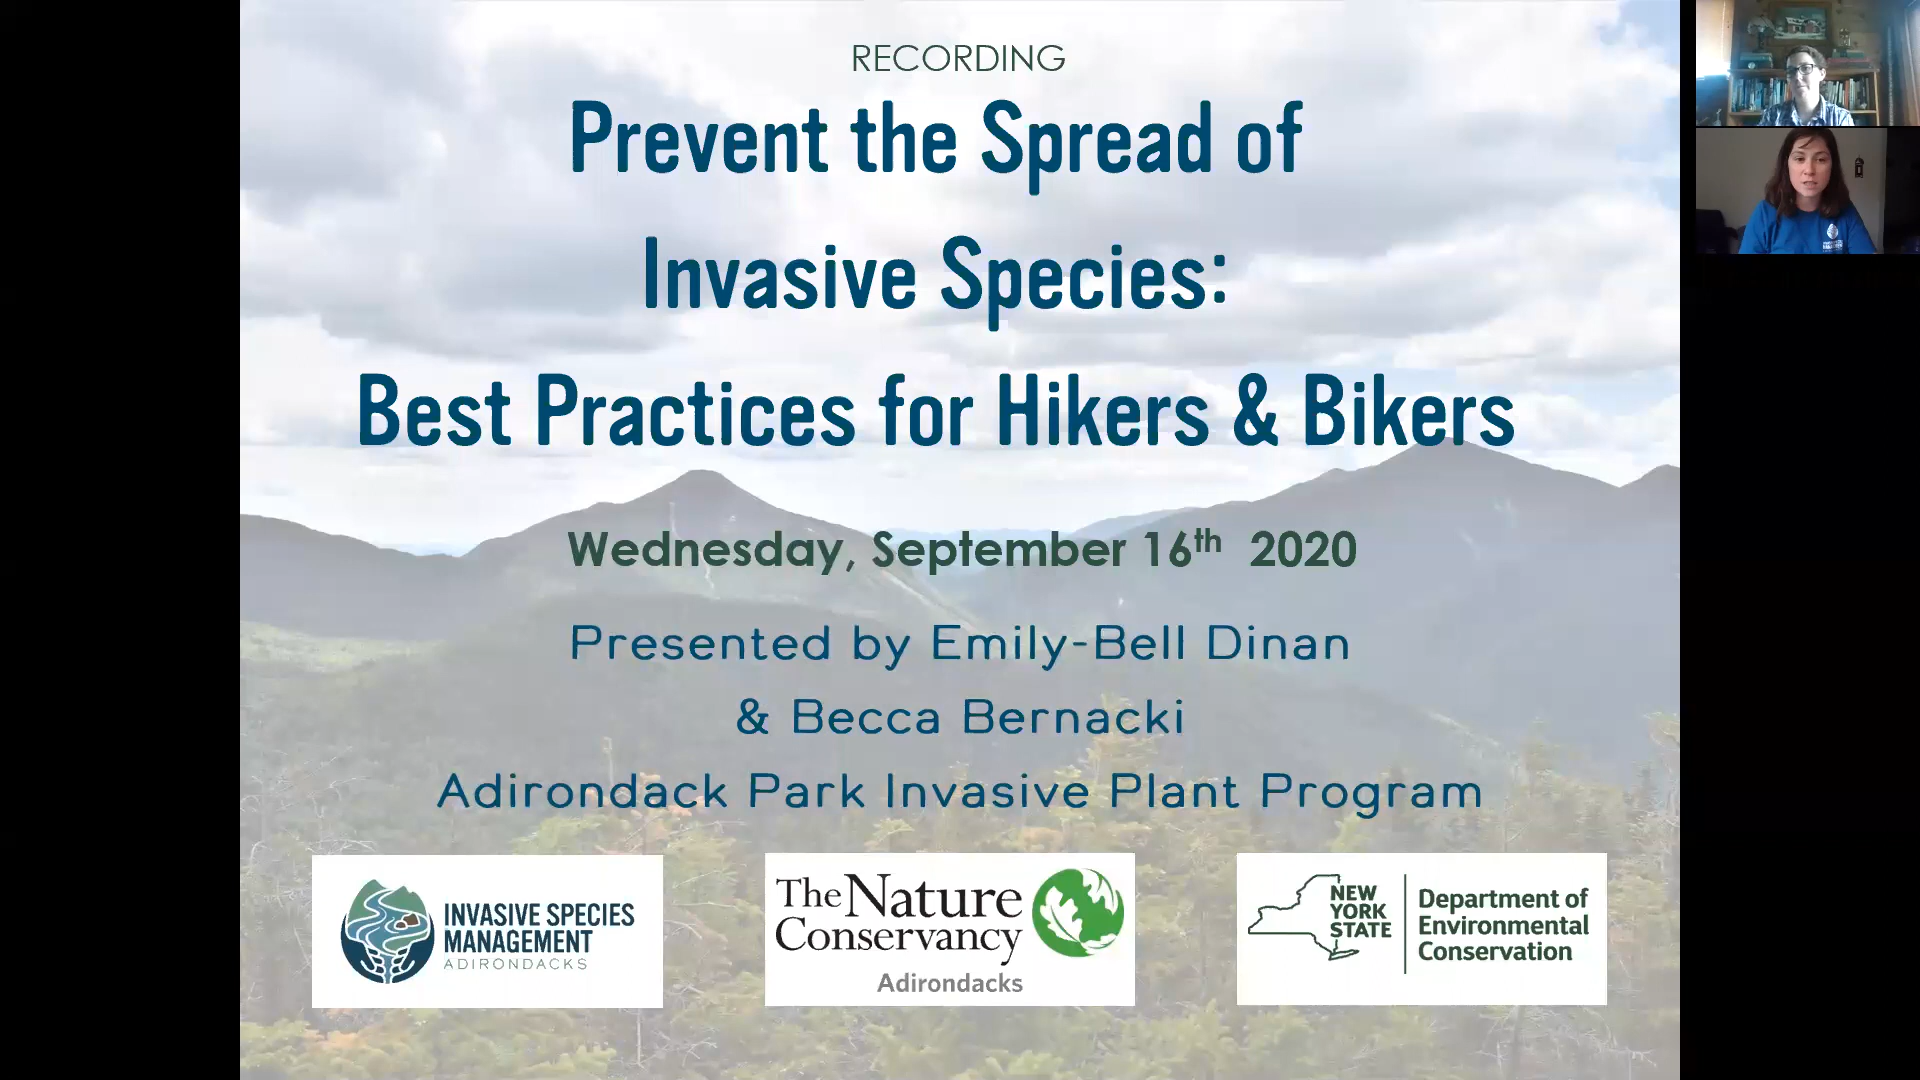 RECORDING
Prevent the Spread of
Invasive Species:
Best Practices for Hikers & Bikers
Wednesday, September 16th 2020
Presented by Emily-Bell Dinan
& Becca Bernacki
Adirondack Park Invasive Plant Program
INVASIVE SPECIES
MANAGEMENT
ADIRONDACKS
The Nature
Conservancy
Adirondacks
NEW
YORK
STATE
Department of
Environmental
Conservation